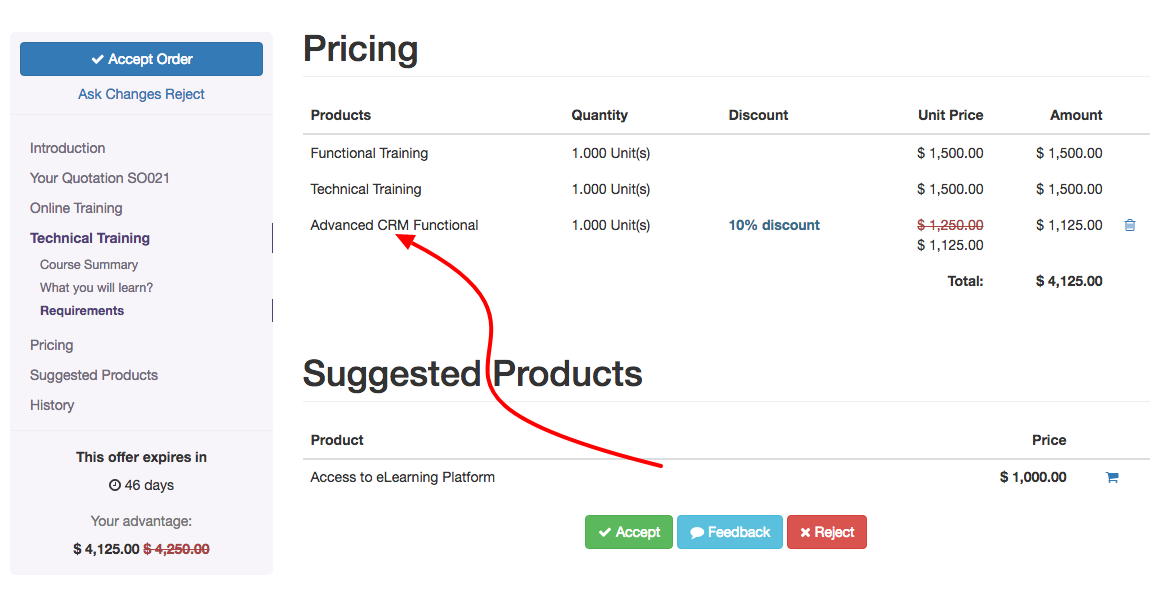 Accept Order
Ask Changes Reject
Introduction
Your Quotation SO021
Online Training
Technical Training
Course Summary
What you will learn?
Requirements
Pricing
Suggested Products
History
This offer expires in
46 days
Your advantage:
$ 4,125.00 $ 4,250.00
Pricing
Products Quantity Discount Unit Price Amount
Functional Training 1.000 Unit(s) $ 1,500.00 $ 1,500.00
Technical Training 1.000 Unit(s) $ 1,500.00 $ 1,500.00
Advanced CRM Functional 1.000 Unit(s) 10% discount $ 1,250.00 $ 1,125.00
$ 1,125.00
Total: $ 4,125.00
Suggested Products
Product Price
Access to eLearning Platform $ 1,000.00
Accept Feedback Reject